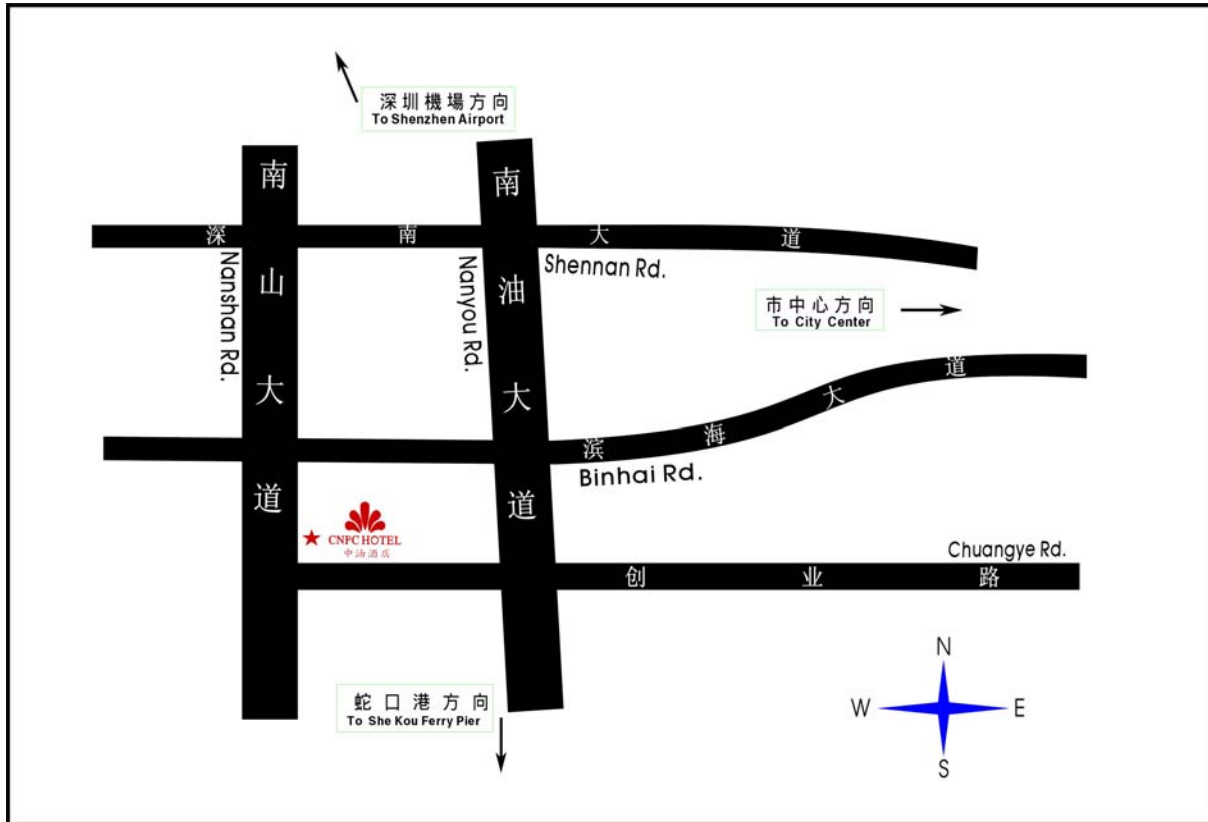 深圳機場方向
To Shenzhen Airport
南山大道
Nanshan Rd.
南油大道
Nanyou Rd.
深南大道
Shennan Rd.
市中心方向
To City Center
滨海大道
Binhai Rd.
CNPC HOTEL
中油酒店
Chuangye Rd.
创业路
蛇口港方向
To She Kou Ferry Pier
N
W E
S